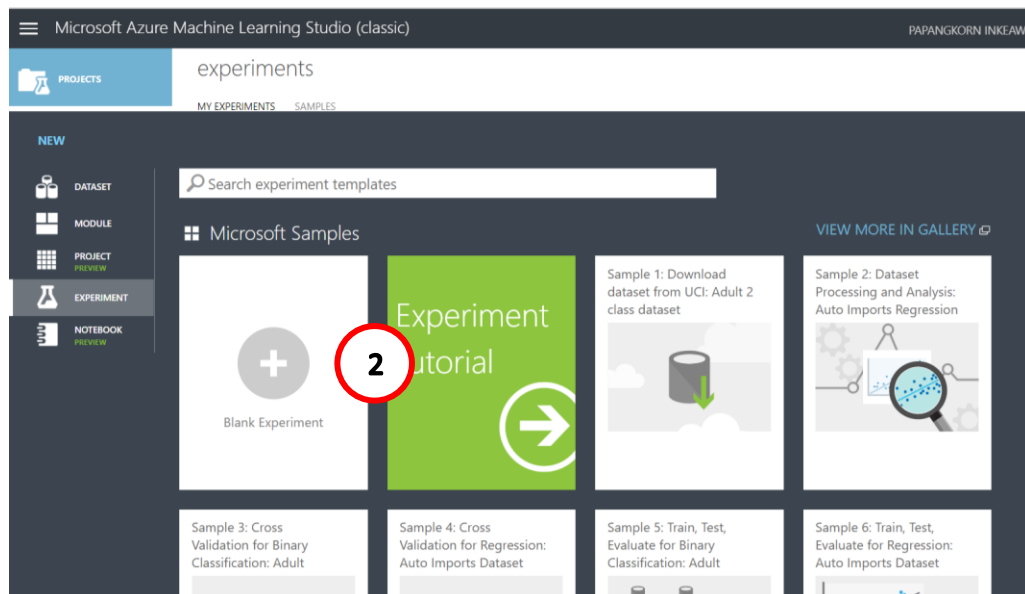 Microsoft Azure Machine Learning Studio (classic)
PAPANGKORN INKEAW
PROJECTS
experiments
MY EXPERIMENTS
SAMPLES
NEW
DATASET
MODULE
PROJECT
PREVIEW
EXPERIMENT
NOTEBOOK
PREVIEW
Search experiment templates
Microsoft Samples
VIEW MORE IN GALLERY
Blank Experiment
2
Experiment
utorial
Sample 1: Download
dataset from UCI: Adult 2
class dataset
Sample 2: Dataset
Processing and Analysis:
Auto Imports Regression
Sample 3: Cross
Validation for Binary
Classification: Adult
Sample 4: Cross
Validation for Regression:
Auto Imports Dataset
Sample 5: Train, Test,
Evaluate for Binary
Classification: Adult
Sample 6: Train, Test,
Evaluate for Regression:
Auto Imports Dataset